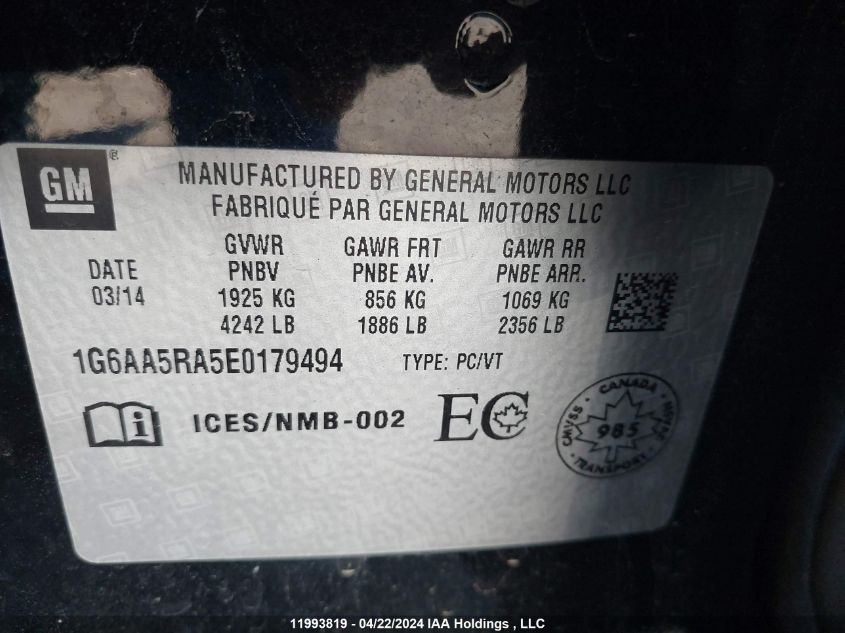 GM ®
MANUFACTURED BY GENERAL MOTORS LLC
FABRIQUÉ PAR GENERAL MOTORS LLC
GVWR GAWR FRT GAWR RR
DATE PNBV PNBE AV. PNBE ARR.
03/14 1925 KG 856 KG 1069 KG
4242 LB 1886 LB 2356 LB
1G6AA5RA5E0179494 TYPE: PC/VT
i ICES/NMB-002 EC
CANADA
CMVSS 985 NSVAC
TRANSPORT
11993819 - 04/22/2024 IAA Holdings , LLC